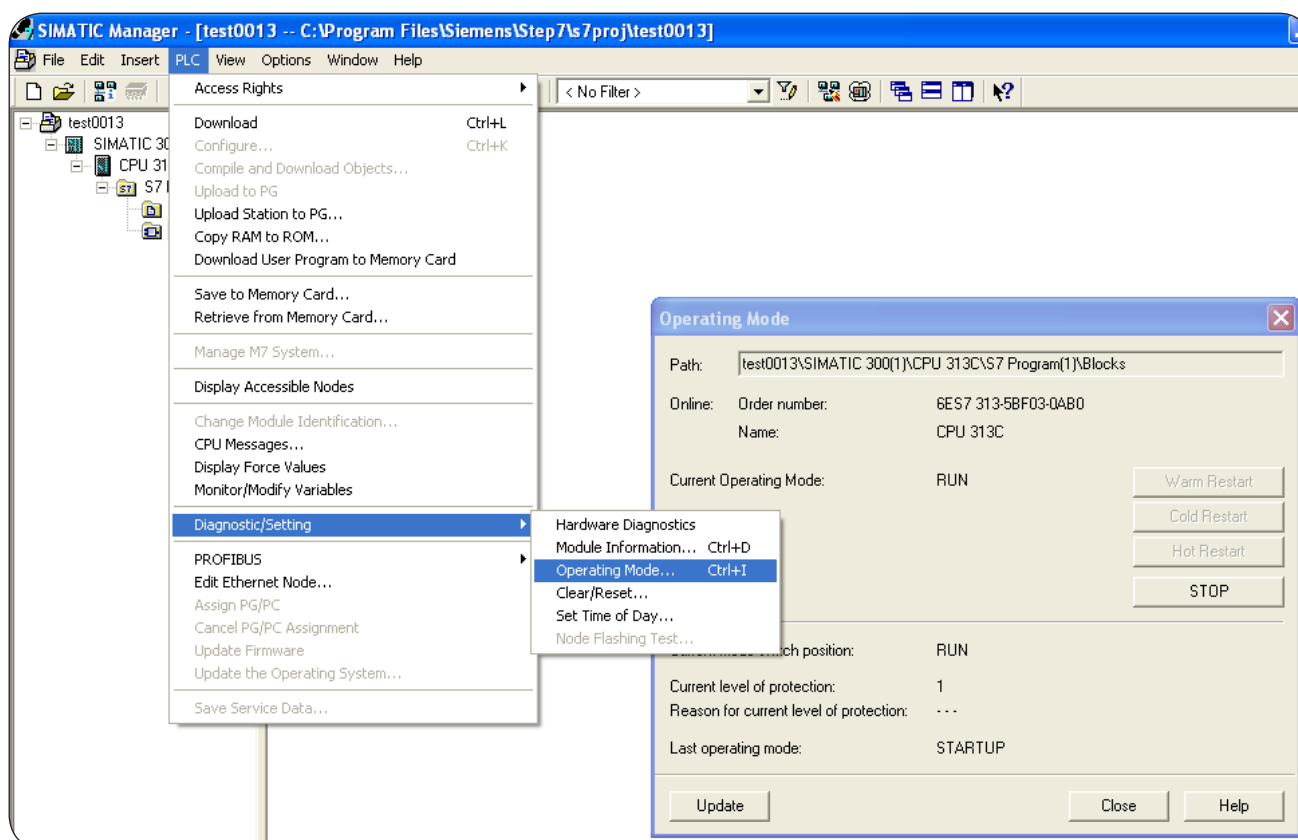 SIMATIC Manager - [test0013 -- C:\Program Files\Siemens\Step7\s7proj\test0013]
File Edit Insert PLC View Options Window Help
< No Filter >
test0013
SIMATIC 30
CPU 31
S7
Access Rights
Download Ctrl+L
Configure... Ctrl+K
Compile and Download Objects...
Upload to PG
Upload Station to PG...
Copy RAM to ROM...
Download User Program to Memory Card
Save to Memory Card...
Retrieve from Memory Card...
Manage M7 System...
Display Accessible Nodes
Change Module Identification...
CPU Messages...
Display Force Values
Monitor/Modify Variables
Diagnostic/Setting
PROFIBUS
Edit Ethernet Node...
Assign PG/PC
Cancel PG/PC Assignment
Update Firmware
Update the Operating System...
Save Service Data...
Hardware Diagnostics
Module Information... Ctrl+D
Operating Mode... Ctrl+I
Clear/Reset...
Set Time of Day...
Node Flashing Test...
Operating Mode
Path: test0013\SIMATIC 300(1)\CPU 313C\S7 Program(1)\Blocks
Online: Order number: 6ES7 313-5BF03-0AB0
Name: CPU 313C
Current Operating Mode: RUN
Warm Restart
Cold Restart
Hot Restart
STOP
position: RUN
Current level of protection: 1
Reason for current level of protection: - - -
Last operating mode: STARTUP
Update Close Help